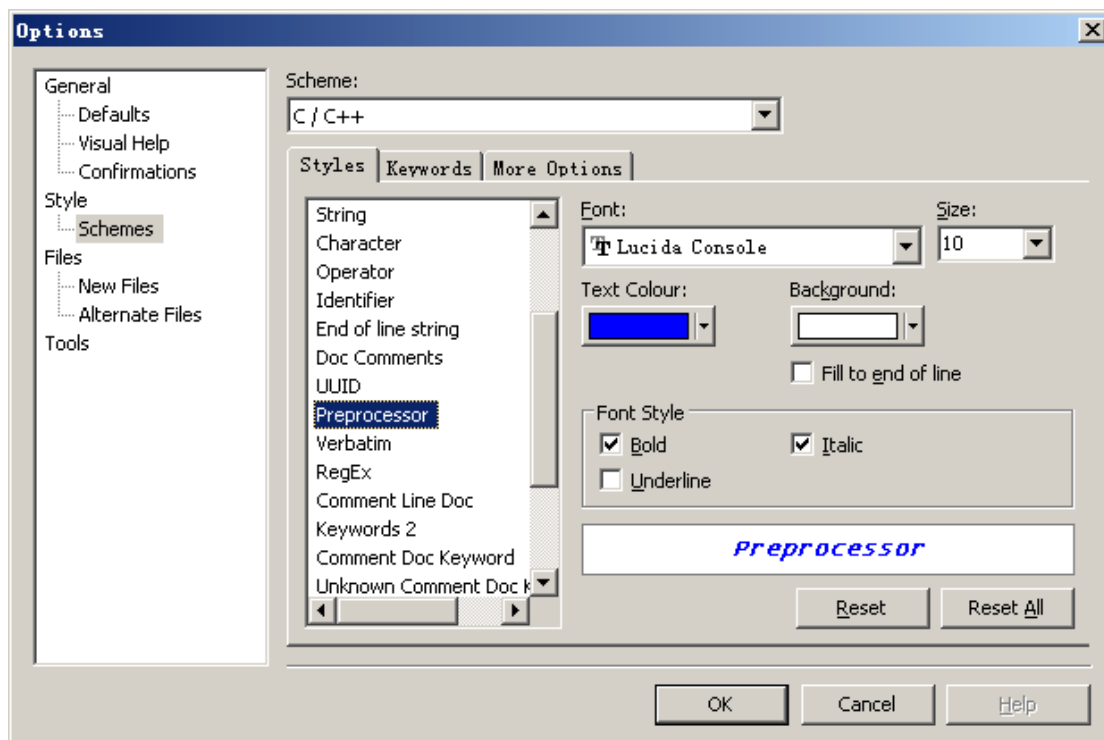 Options
General
Defaults
Visual Help
Confirmations
Style
Schemes
Files
New Files
Alternate Files
Tools
Scheme:
C / C++
Styles Keywords More Options
String
Character
Operator
Identifier
End of line string
Doc Comments
UUID
Preprocessor
Verbatim
RegEx
Comment Line Doc
Keywords 2
Comment Doc Keyword
Unknown Comment Doc
Font: Size:
Lucida Console 10
Text Colour: Background:
Fill to end of line
Font Style
Bold Italic
Underline
Preprocessor
Reset Reset All
OK Cancel Help